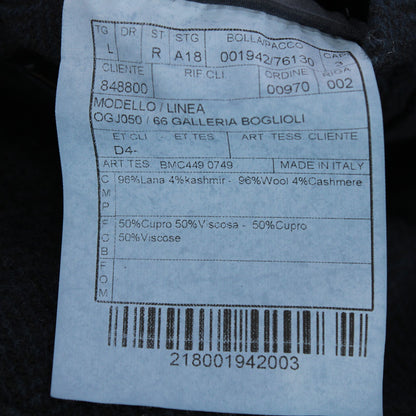 TG DR ST STG BOLLA/PACCO CAPO
L R A18 001942/76130 3
CLIENTE RIF.CLI ORDINE RIGA
848800 00970 002
MODELLO / LINEA
OGJ050 / 66 GALLERIA BOGLIOLI
ET CLI - ET TES ART TESS CLIENTE
D4-
ART TES BMC449 0749 MADE IN ITALY
C M P 96%Lana 4%kashmir - 96%Wool 4%Cashmere
F C B 50%Cupro 50%Viscosa - 50%Cupro
50%Viscose
F O M
218001942003